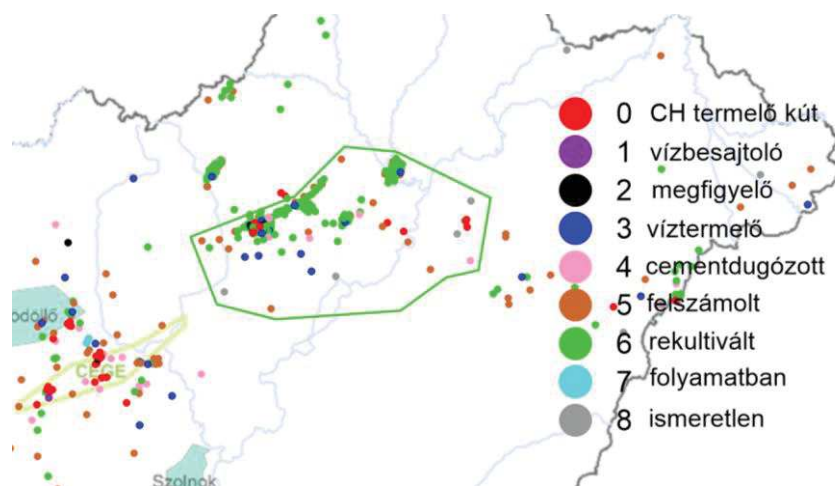 0 CH termelő kút
1 vízbesajtoló
2 megfigyelő
3 víztermelő
4 cementdugózott
5 felszámolt
6 rekultivált
7 folyamatban
8 ismeretlen
odöllő
CEGE
Szolnok